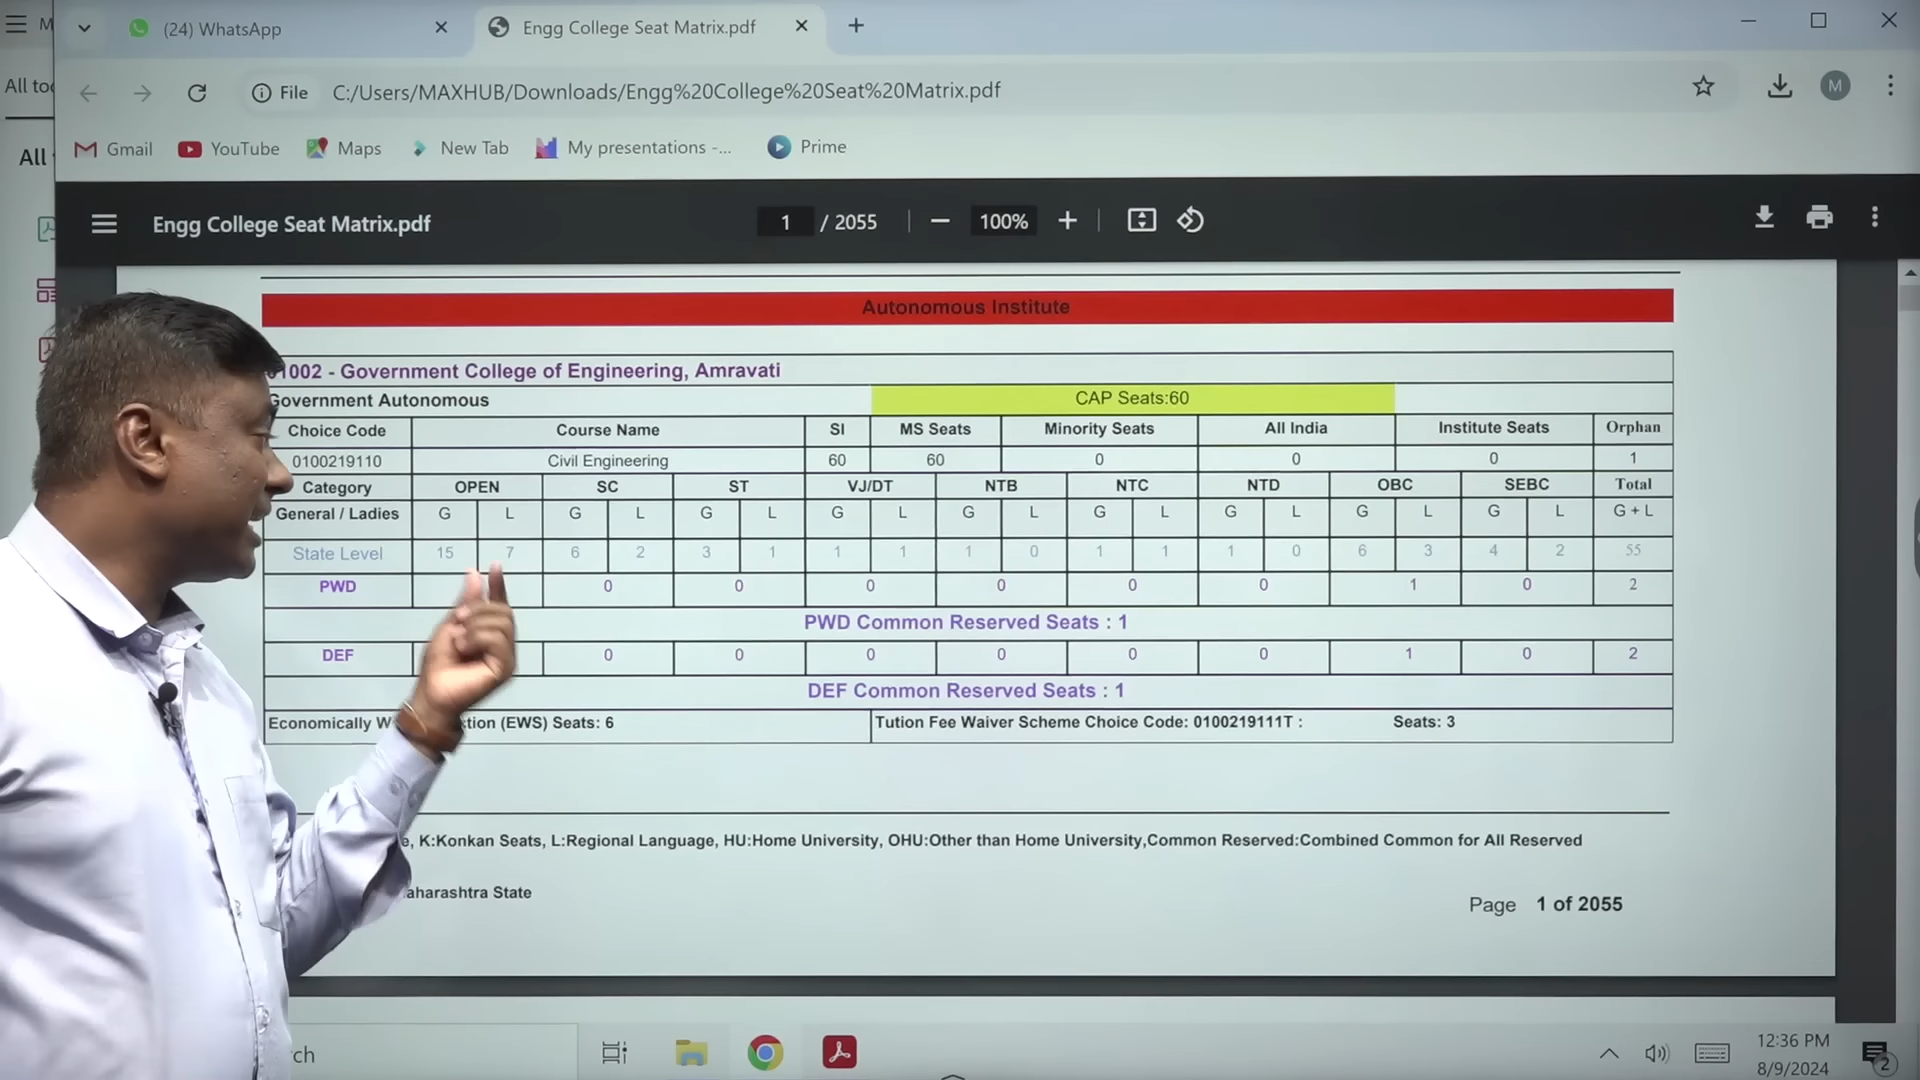 M
(24) WhatsApp
Engg College Seat Matrix.pdf
All
File
C:/Users/MAXHUB/Downloads/Engg%20College%20Seat%20Matrix.pdf
M
Gmail
YouTube
Maps
New Tab
My presentations -...
Prime
All
Engg College Seat Matrix.pdf
1 / 2055
100%
Autonomous Institute
1002 - Government College of Engineering, Amravati
Government Autonomous
CAP Seats:60
Choice Code Course Name SI MS Seats Minority Seats All India Institute Seats Orphan
0100219110 Civil Engineering 60 60 0 0 0 1
Category OPEN SC ST VJ/DT NTB NTC NTD OBC SEBC Total
General / Ladies G L G L G L G L G L G L G L G L G L G + L
State Level 15 7 6 2 3 1 1 1 1 0 1 1 1 0 6 3 4 2 55
PWD 0 0 0 0 0 0 1 0 2
PWD Common Reserved Seats : 1
DEF 0 0 0 0 0 0 1 0 2
DEF Common Reserved Seats : 1
Economically (EWS) Seats: 6
Tution Fee Waiver Scheme Choice Code: 0100219111T : Seats: 3
K:Konkan Seats, L:Regional Language, HU:Home University, OHU:Other than Home University,Common Reserved:Combined Common for All Reserved
aharashtra State
Page 1 of 2055
ch
12:36 PM
8/9/2024
2